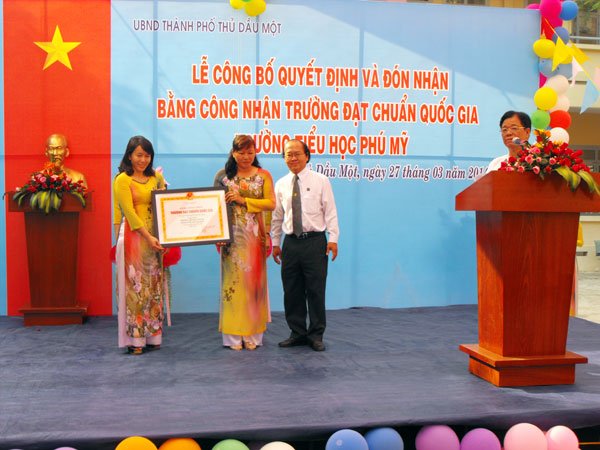 UBND THÀNH PHỐ THỦ DẦU MỘT
LỄ CÔNG BỐ QUYẾT ĐỊNH VÀ ĐÓN NHẬN
BẰNG CÔNG NHẬN TRƯỜNG ĐẠT CHUẨN QUỐC GIA
TRƯỜNG TIỂU HỌC PHÚ MỸ
Dầu Một, ngày 27 tháng 03 năm